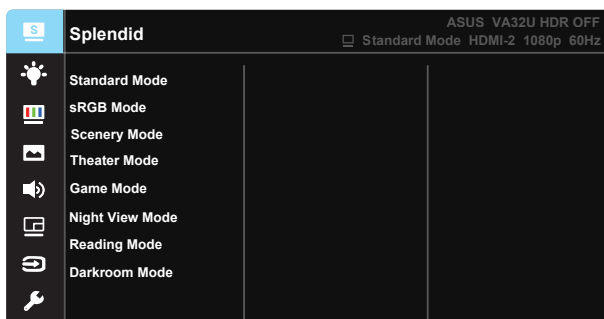 S
Splendid
ASUS VA32U HDR OFF
Standard Mode HDMI-2 1080p 60Hz
Standard Mode
sRGB Mode
Scenery Mode
Theater Mode
Game Mode
Night View Mode
Reading Mode
Darkroom Mode